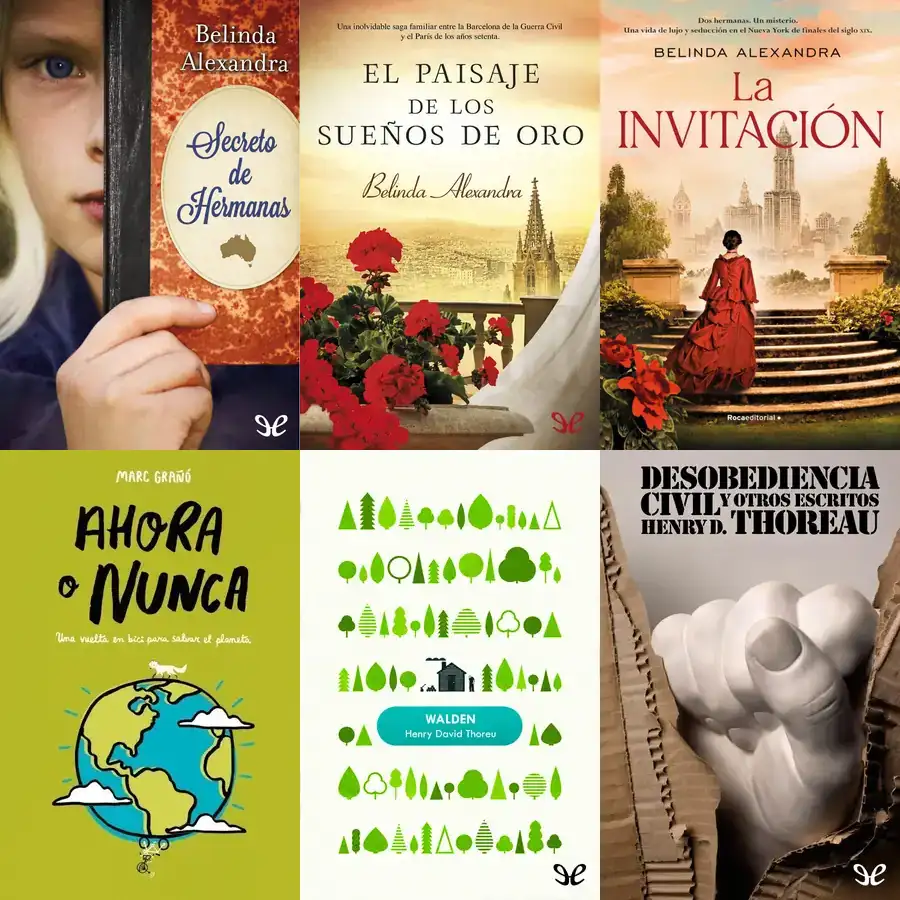 Belinda
Alexandra
Secreto
de
Hermanas
Una inolvidable saga familiar entre la Barcelona de la Guerra Civil
y el París de los años setenta.
EL PAISAJE
DE LOS
SUEÑOS DE ORO
Belinda Alexandra
Dos hermanas. Un misterio.
Una vida de lujo y seducción en el Nueva York de finales del siglo XIX.
BELINDA ALEXANDRA
La
INVITACIÓN
Rocaeditorial
MARC GRAÑÓ
AHORA
O NUNCA
Una vuelta en bici para salvar el planeta
WALDEN
Henry David Thoreu
DESOBEDIENCIA
CIVIL Y OTROS ESCRITOS
HENRY D. THOREAU